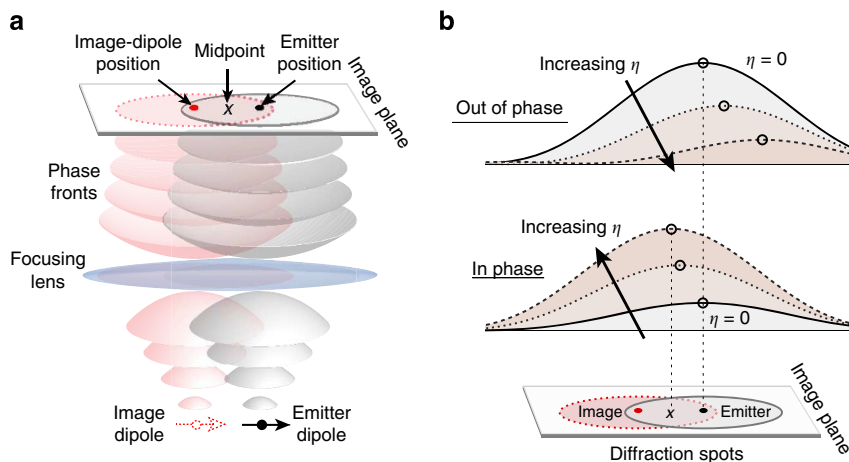 a
Image-dipole
position
Midpoint
Emitter
position
x
Image plane
Phase
fronts
Focusing
lens
Image
dipole
Emitter
dipole
b
Increasing η
η = 0
Out of phase
Increasing η
In phase
η = 0
Image x Emitter
Image plane
Diffraction spots